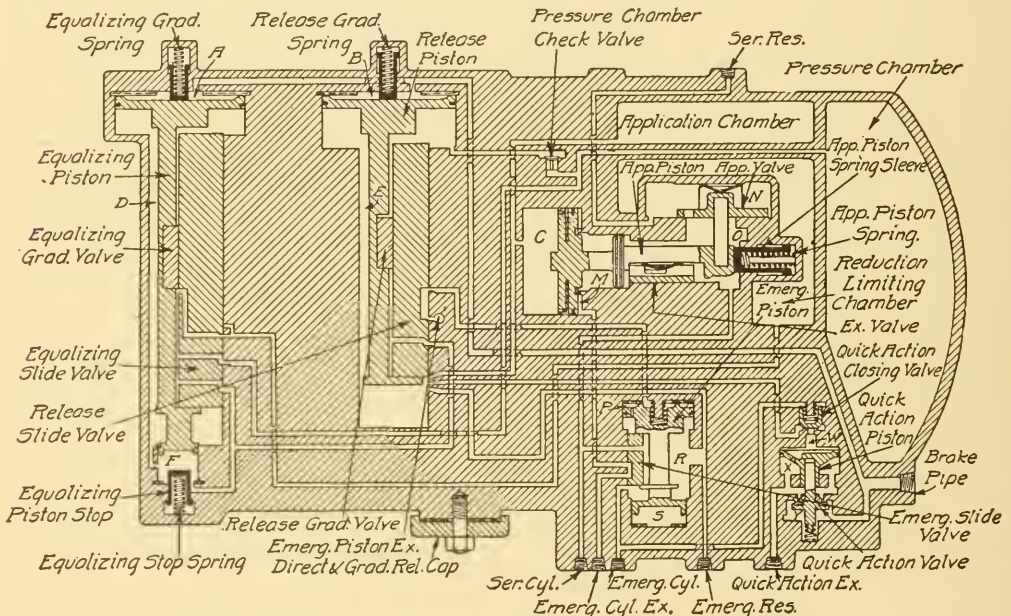 Equalizing Grad.
Spring
A
Release Grad.
Spring
B
Release
Piston
Pressure Chamber
Check Valve
Ser. Res.
Pressure Chamber
Application Chamber
App. Piston
Spring Sleeve
App. Piston
App. Valve
N
O
C
M
App. Piston
Spring.
Emerg.
Piston
Reduction
Limiting
Chamber
Ex. Valve
Equalizing
Piston
D
E
Equalizing
Grad. Valve
Equalizing
Slide Valve
Release
Slide Valve
F
Equalizing
Piston Stop
Equalizing Stop Spring
Release Grad. Valve
Emerg. Piston Ex.
Direct & Grad. Rel. Cap
P
R
S
Quick Action
Closing Valve
Quick
Action
Piston
W
X
Brake
Pipe
Emerg. Slide
Valve
Quick Action Valve
Ser. Cyl.
Emerg. Cyl. Ex.
Emerg. Cyl.
Emerg. Res.
Quick Action Ex.